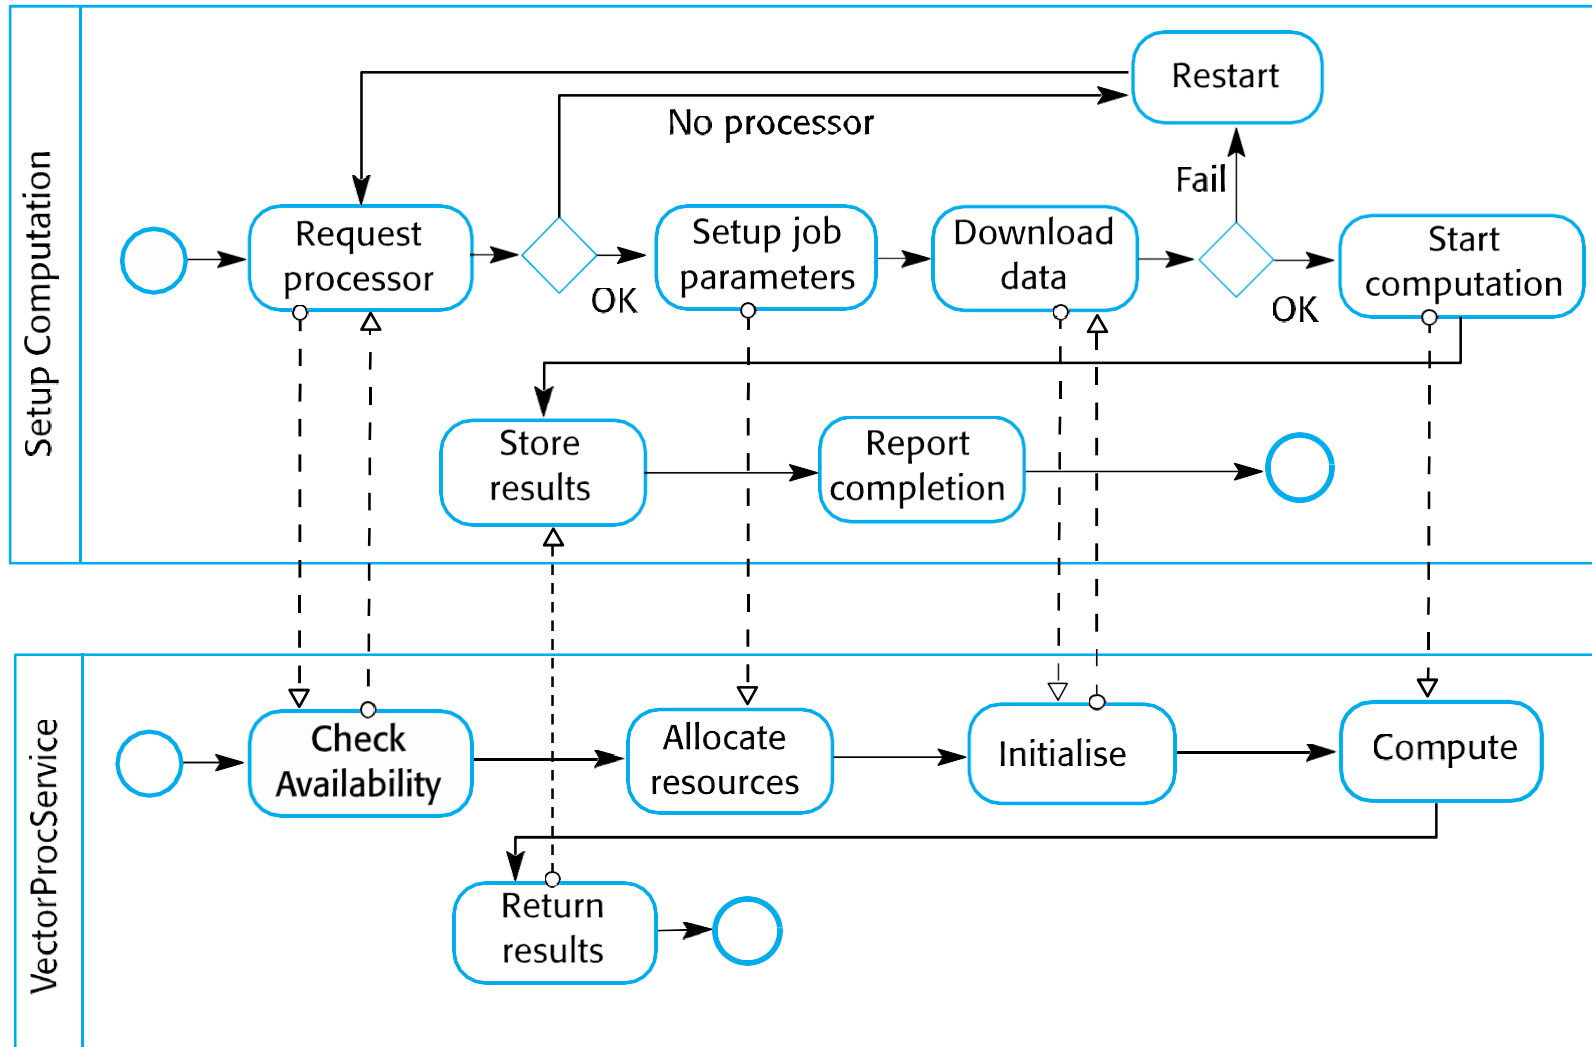 Setup Computation
Restart
No processor
Fail
Request
processor
OK
Setup job
parameters
Download
data
OK
Start
computation
Store
results
Report
completion
VectorProcService
Check
Availability
Allocate
resources
Initialise
Compute
Return
results